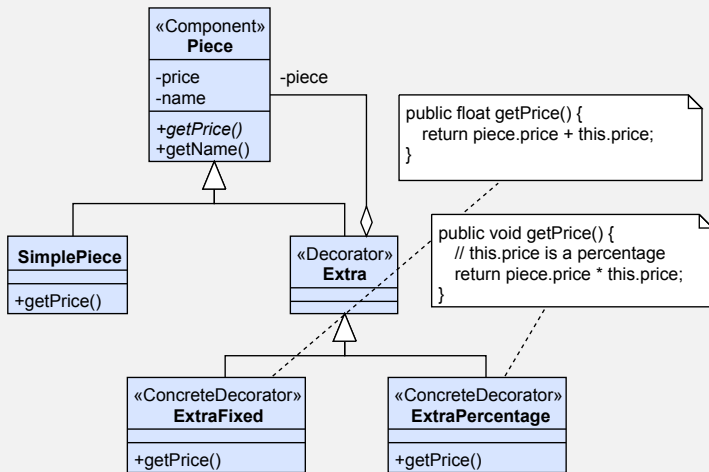 «Component»
Piece
-price
-name
+getPrice()
+getName()
-piece
public float getPrice() {
return piece.price + this.price;
}
public void getPrice() {
// this.price is a percentage
return piece.price * this.price;
}
SimplePiece
+getPrice()
«Decorator»
Extra
«ConcreteDecorator»
ExtraFixed
+getPrice()
«ConcreteDecorator»
ExtraPercentage
+getPrice()